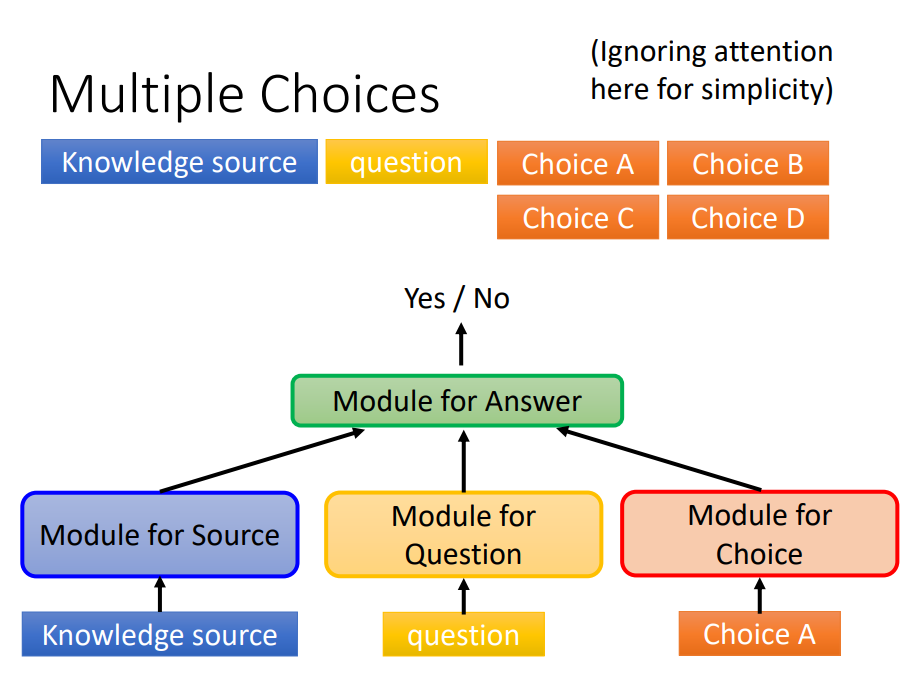 (Ignoring attention
here for simplicity)
Multiple Choices
Knowledge source
question
Choice A
Choice B
Choice C
Choice D
Yes / No
Module for Answer
Module for Source
Module for
Question
Module for
Choice
Knowledge source
question
Choice A